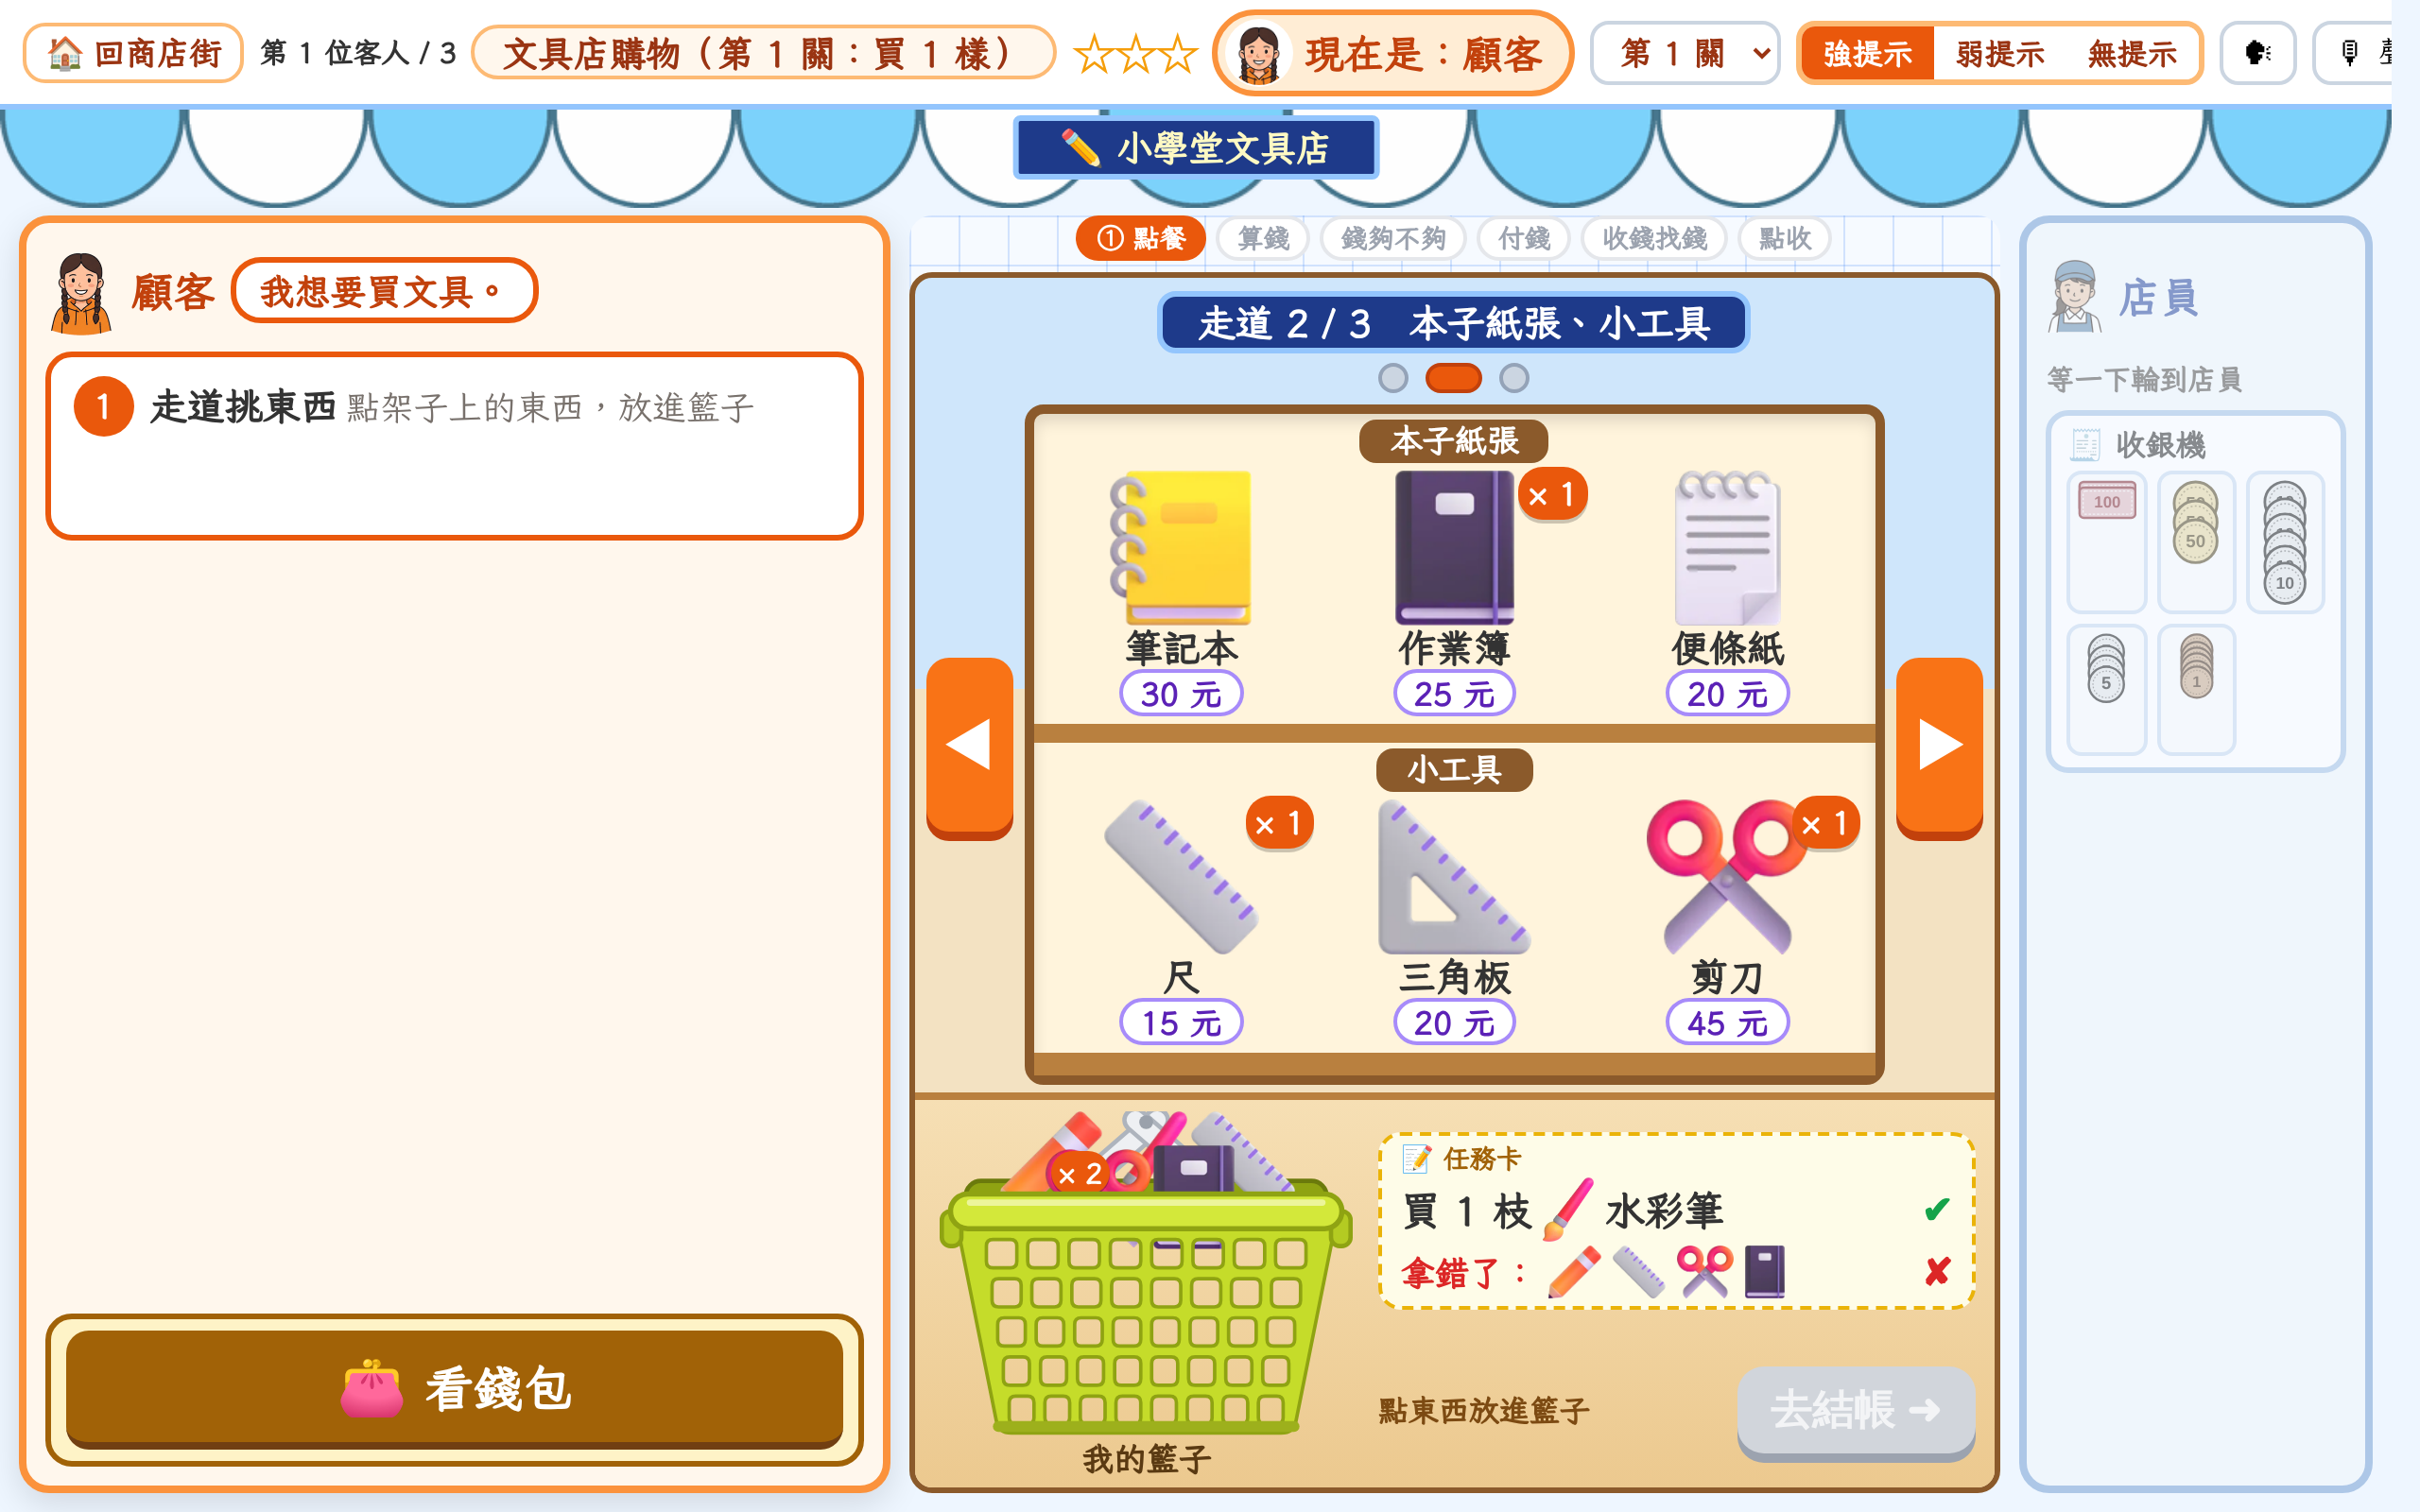 回商店街 第 1 位客人 / 3 文具店購物（第 1 關：買 1 樣） 現在是：顧客 第 1 關 強提示 弱提示 無提示
小學堂文具店
顧客 我想要買文具。
1 走道挑東西 點架子上的東西，放進籃子
看錢包
① 點餐 算錢 錢夠不夠 付錢 收錢找錢 點收
走道 2 / 3 本子紙張、小工具
本子紙張
× 1
筆記本 作業簿 便條紙
30 元 25 元 20 元
小工具
× 1 × 1
尺 三角板 剪刀
15 元 20 元 45 元
× 2
我的籃子
任務卡
買 1 枝 水彩筆 ✔
拿錯了： ✘
點東西放進籃子
去結帳 ➜
店員
等一下輪到店員
收銀機
100 50 10
5 1